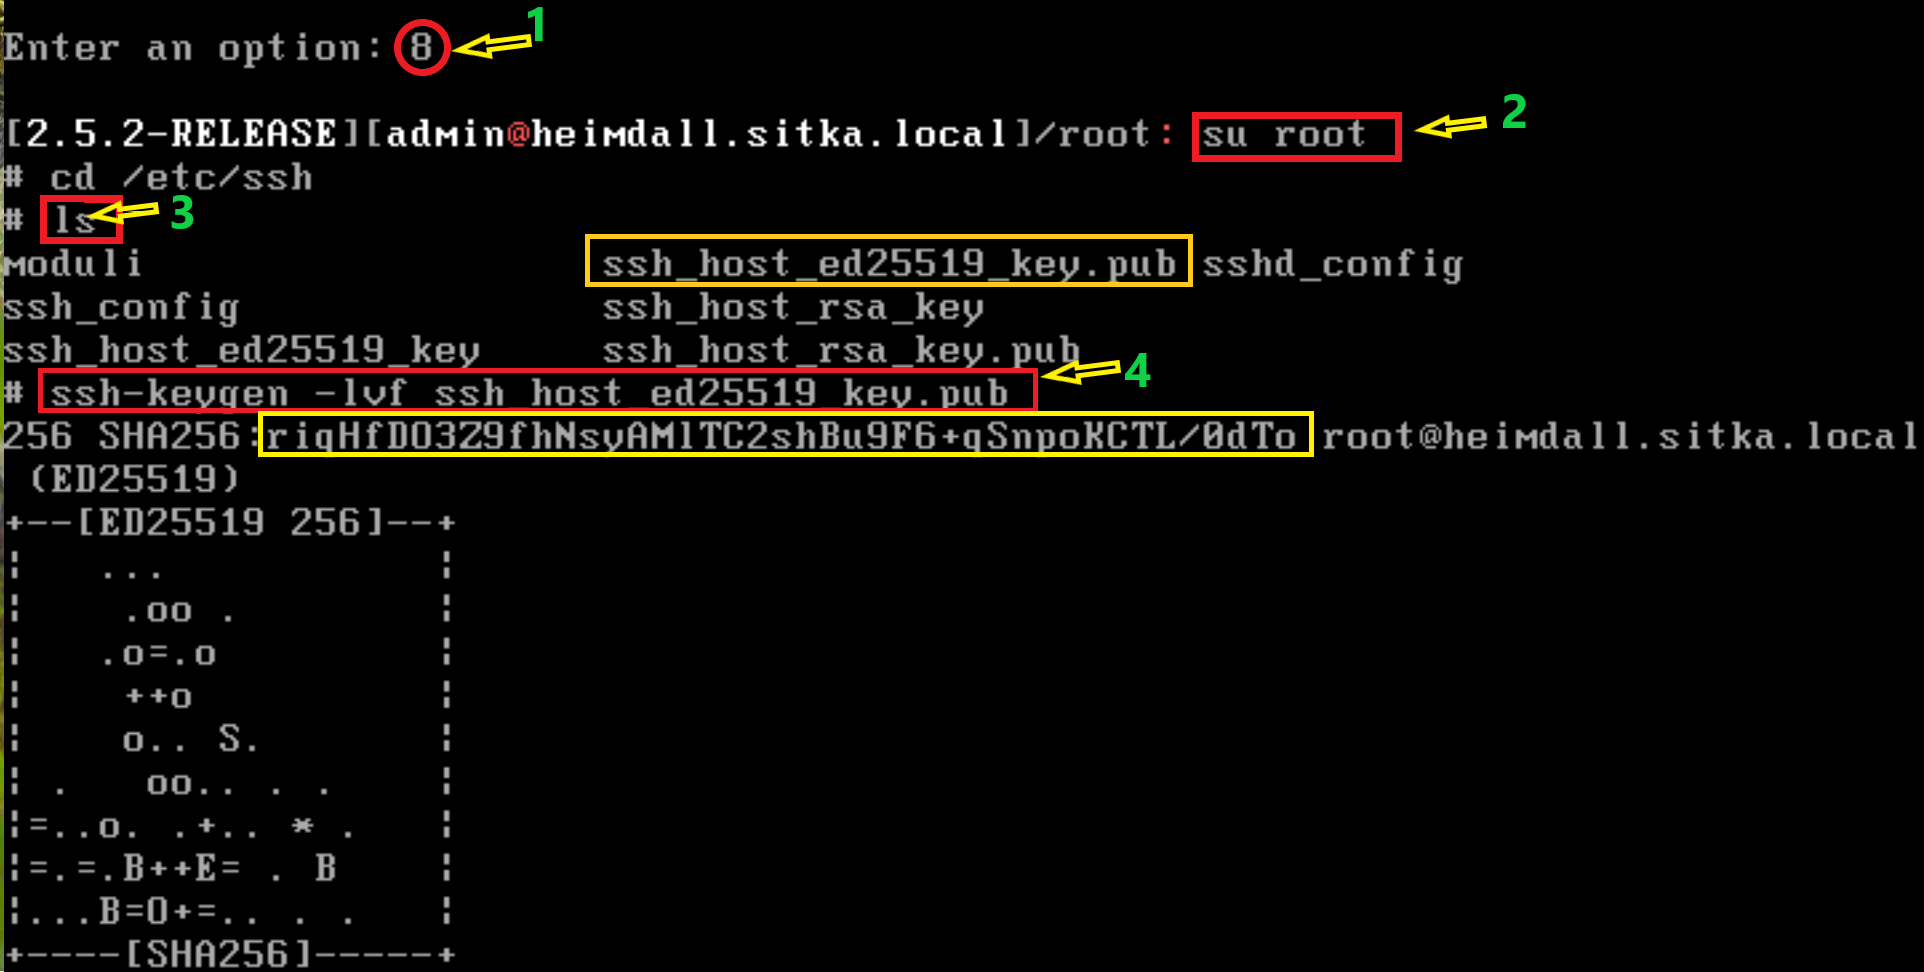 Enter an option: 8 1
[2.5.2-RELEASE][admin@heimdall.sitka.local]/root: su root 2
# cd /etc/ssh
# ls 3
moduli ssh_host_ed25519_key.pub sshd_config
ssh_config ssh_host_rsa_key
ssh_host_ed25519_key ssh_host_rsa_key.pub
# ssh-keygen -lvf ssh_host_ed25519_key.pub 4
256 SHA256:riqHfDO3Z9fhNsyAMlTC2shBu9F6+qSnpoKCTL/0dTo root@heimdall.sitka.local
 (ED25519)
+--[ED25519 256]--+
|    ...            |
|     .oo .         |
|    .o=.o          |
|     ++o           |
|     o.. S.        |
| .    oo.. . .     |
|=..o. .+.. * .     |
|=.=.B++E= . B      |
|...B=O+=.. . .     |
+----[SHA256]-----+